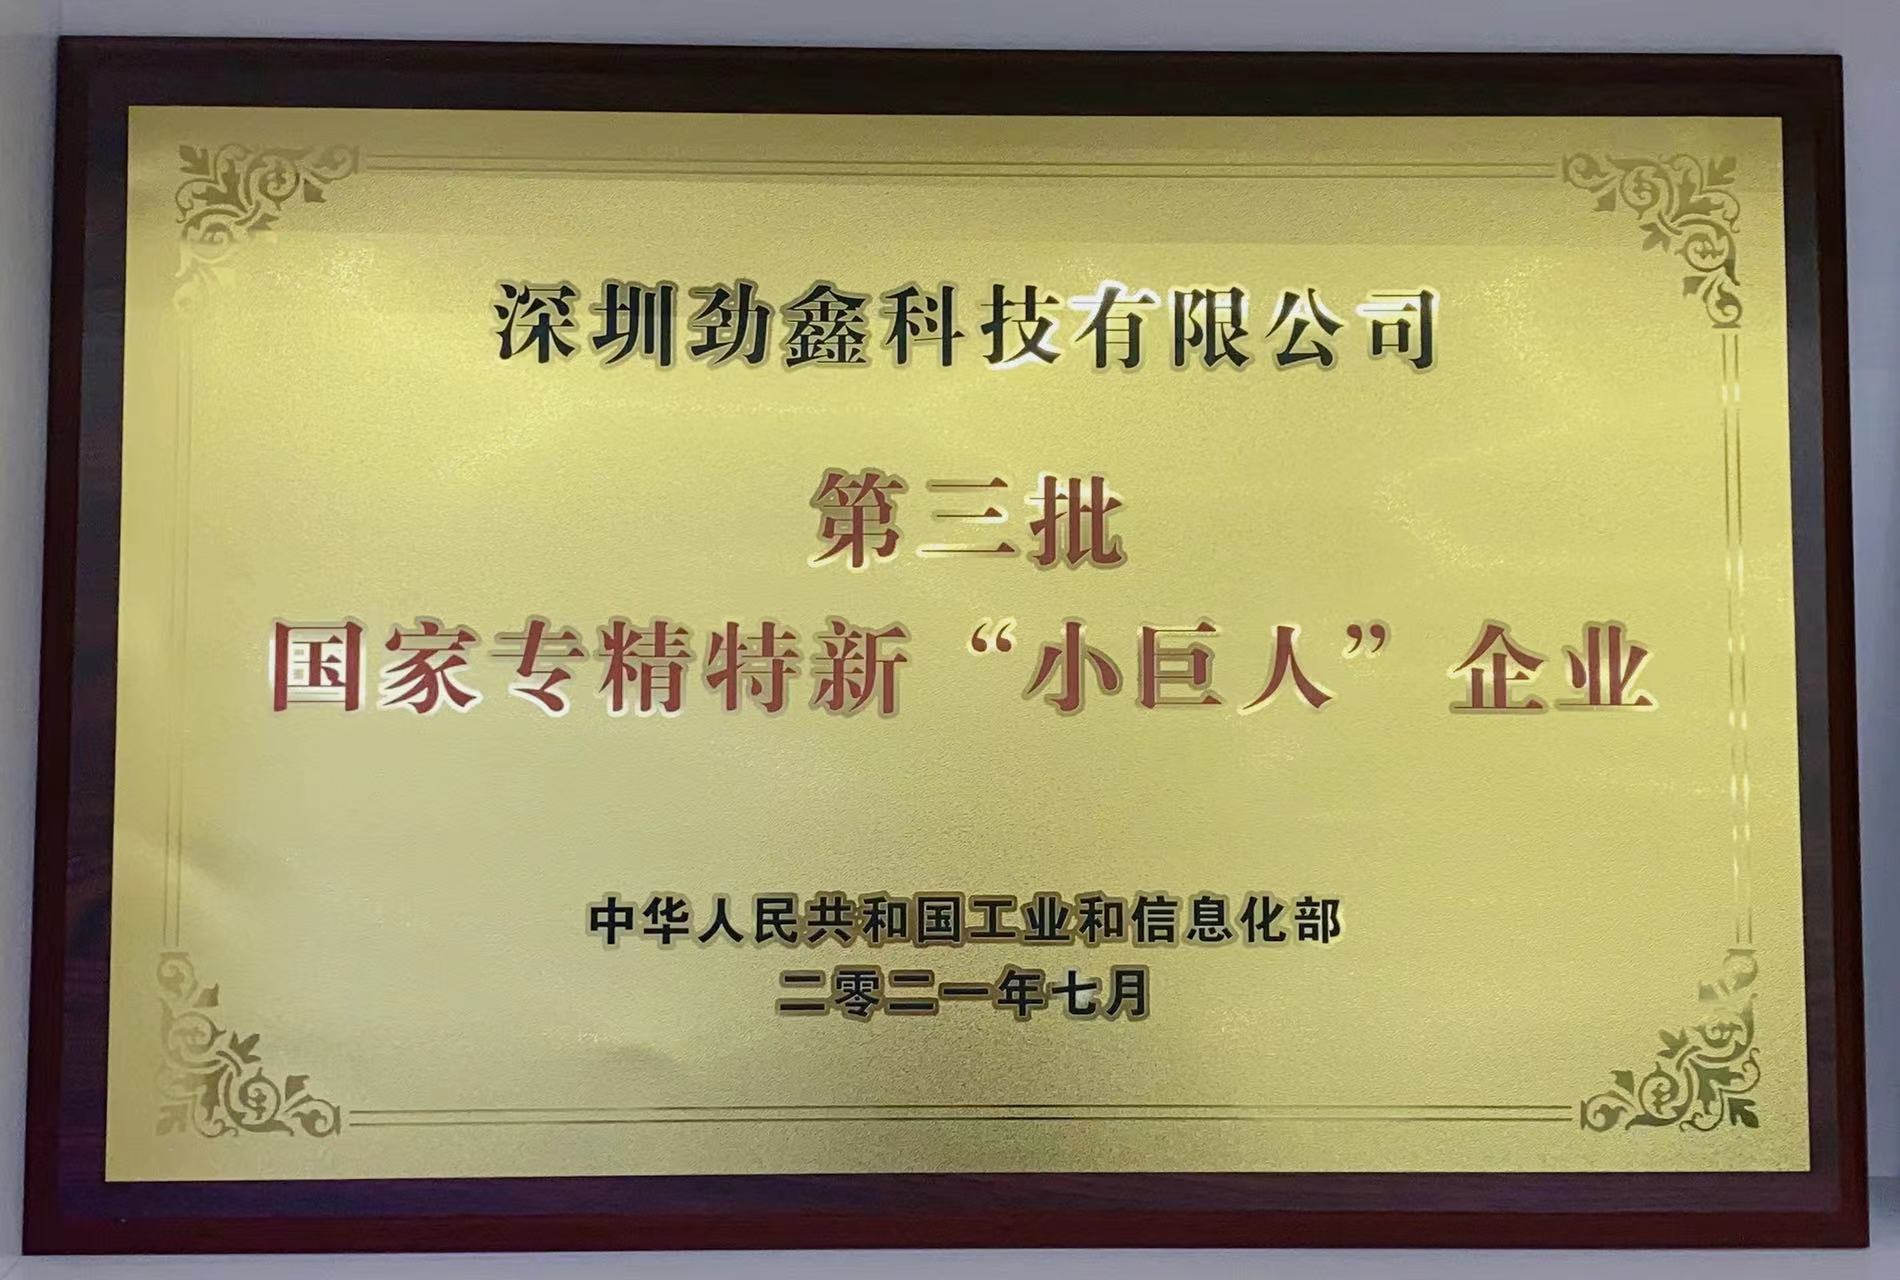 深圳劲鑫科技有限公司
第三批
国家专精特新“小巨人”企业
中华人民共和国工业和信息化部
二零二一年七月